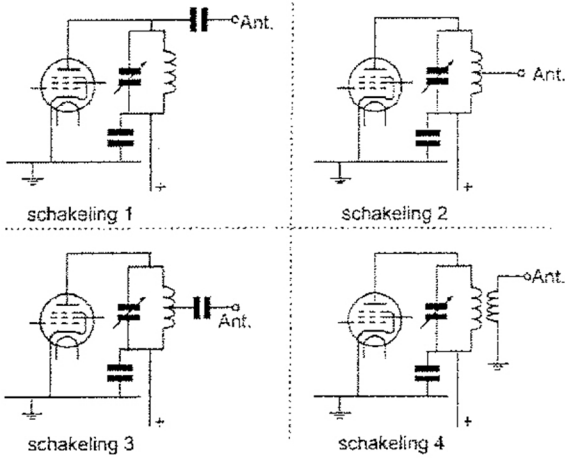 Ant.
+
schakeling 1
Ant.
+
schakeling 2
Ant.
+
schakeling 3
Ant.
+
schakeling 4